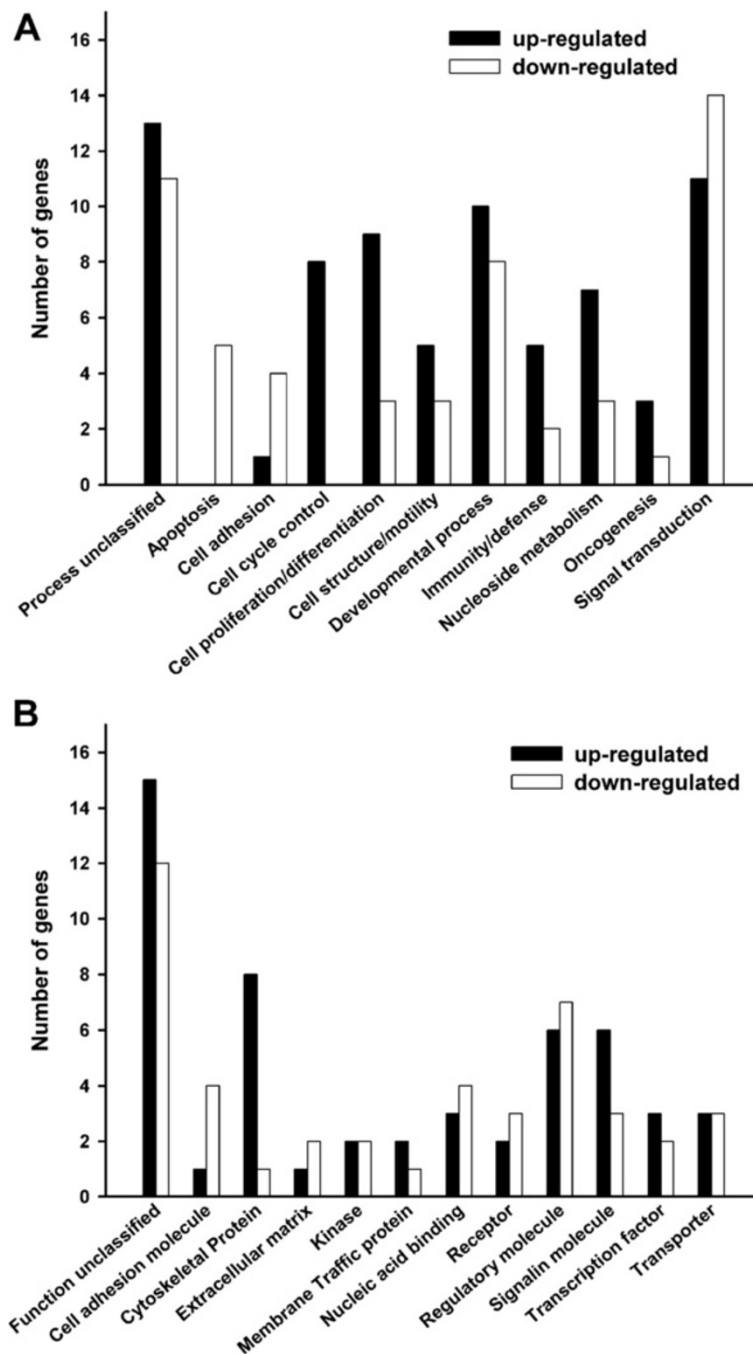 A
up-regulated
down-regulated
Number of genes
16
14
12
10
8
6
4
2
0
Process unclassified
Apoptosis
Cell adhesion
Cell cycle control
Cell proliferation/differentiation
Cell structure/motility
Developmental process
Immunity/defense
Nucleoside metabolism
Oncogenesis
Signal transduction
B
up-regulated
down-regulated
Number of genes
16
14
12
10
8
6
4
2
0
Function unclassified
Cell adhesion molecule
Cytoskeletal Protein
Extracellular matrix
Kinase
Membrane Traffic protein
Nucleic acid binding
Receptor
Regulatory molecule
Signalin molecule
Transcription factor
Transporter